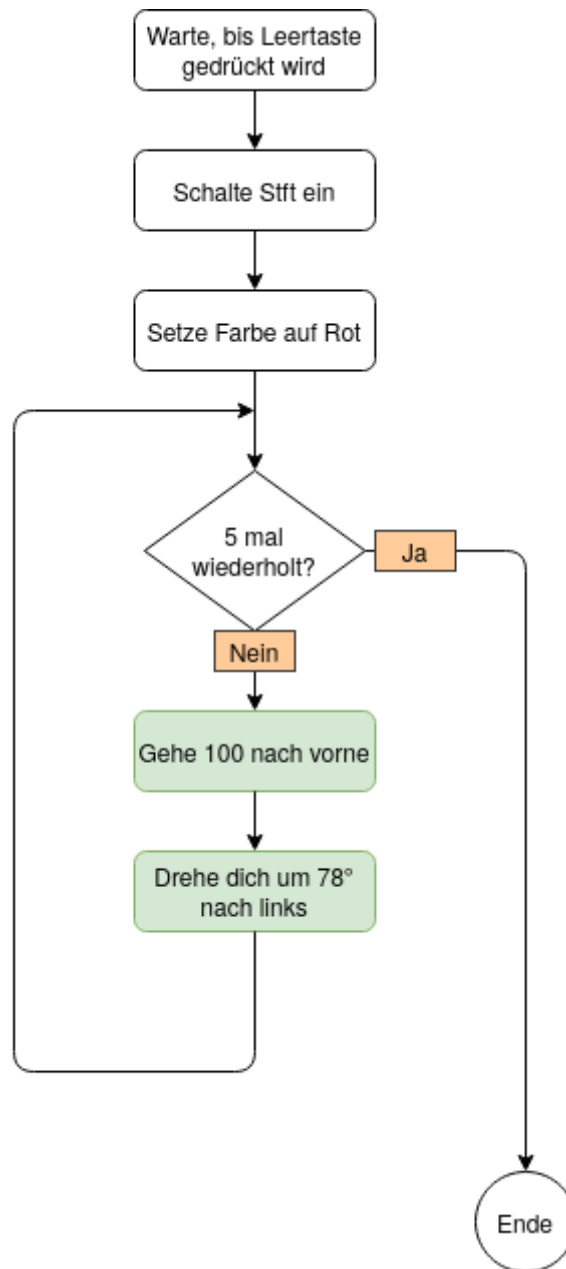 Warte, bis Leertaste
gedrückt wird
Schalte Stft ein
Setze Farbe auf Rot
5 mal
wiederholt?
Ja
Nein
Gehe 100 nach vorne
Drehe dich um 78°
nach links
Ende